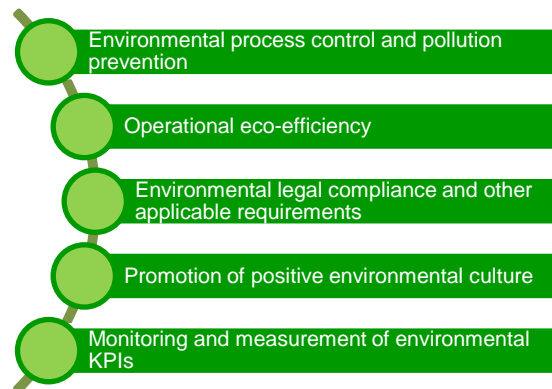 Environmental process control and pollution
prevention
Operational eco-efficiency
Environmental legal compliance and other
applicable requirements
Promotion of positive environmental culture
Monitoring and measurement of environmental
KPIs